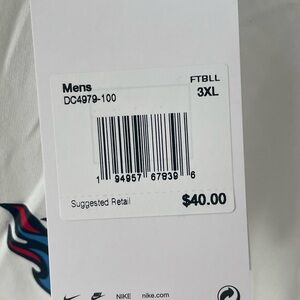 Mens FTBLL
DC4979-100 3XL
1 94957 67839 6
Suggested Retail $40.00
NIKE nike.com